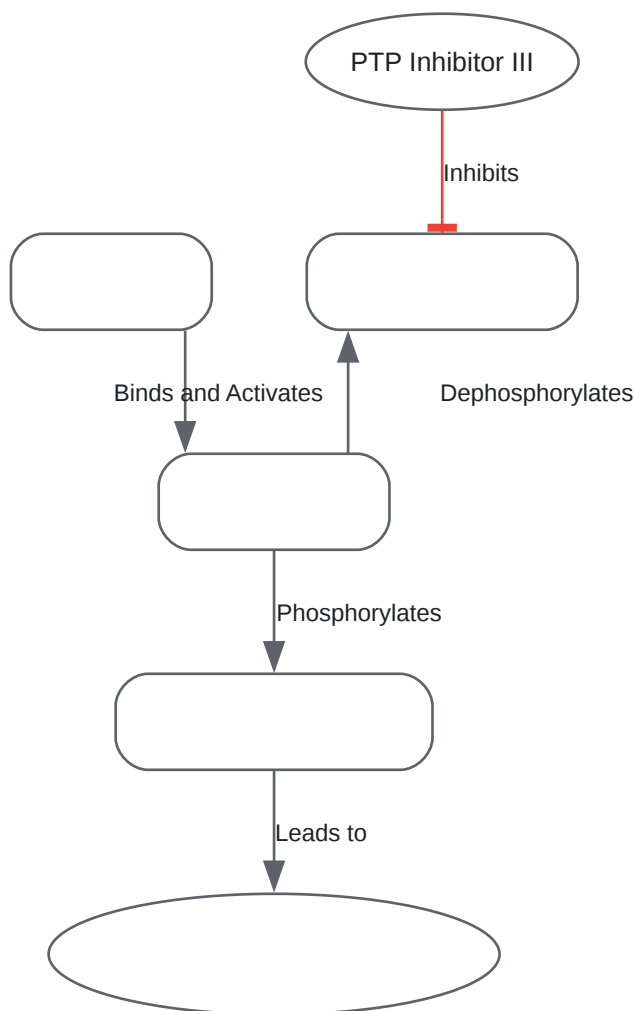 PTP Inhibitor III
Inhibits
Binds and Activates
Dephosphorylates
Phosphorylates
Leads to